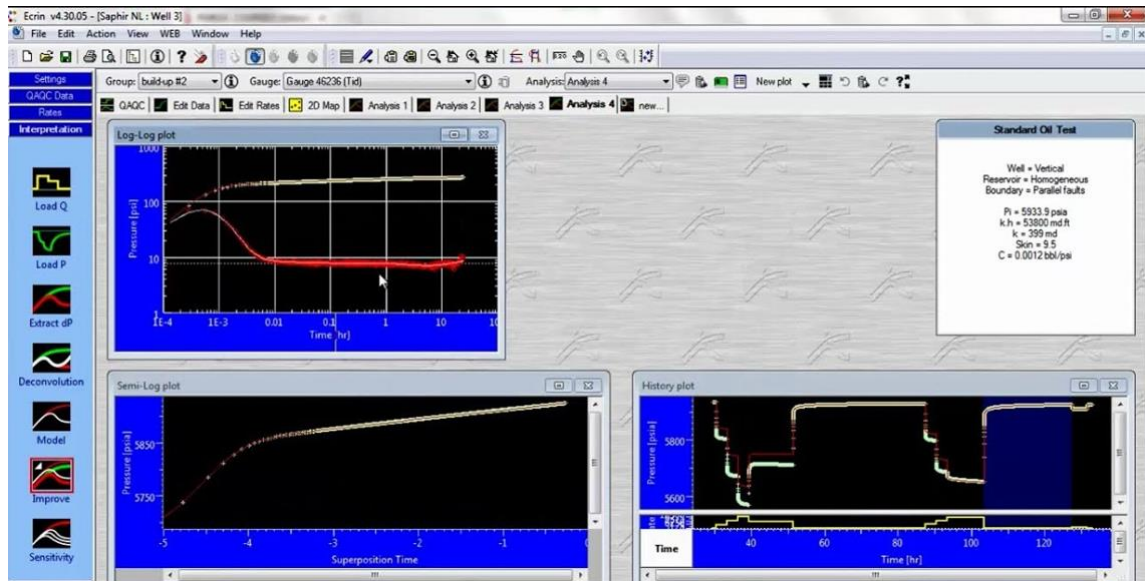 Ecrin v4.30.05 - [Saphir NL : Well 3]
File Edit Action View WEB Window Help
Settings
QAQC Data
Rates
Interpretation
Load Q
Load P
Extract dP
Deconvolution
Model
Improve
Sensitivity
Group: build-up #2 Gauge: Gauge 46236 (Tid) Analysis: Analysis 4 New plot
QAQC Edit Data Edit Rates 2D Map Analysis 1 Analysis 2 Analysis 3 Analysis 4 new...
Log-Log plot
1000
100
10
1
Pressure [psi]
1E-4 1E-3 0.01 0.1 1 10
Time [hr]
Standard Oil Test
Well = Vertical
Reservoir = Homogeneous
Boundary = Parallel faults
Pi = 5933.9 psia
k.h = 53800 md.ft
k = 399 md
Skin = 9.5
C = 0.0012 bbl/psi
Semi-Log plot
5850
5750
Pressure [psia]
-5 -4 -3 -2 -1 0
Superposition Time
History plot
5800
5600
Pressure [psia]
Time
40 60 80 100 120
Time [hr]